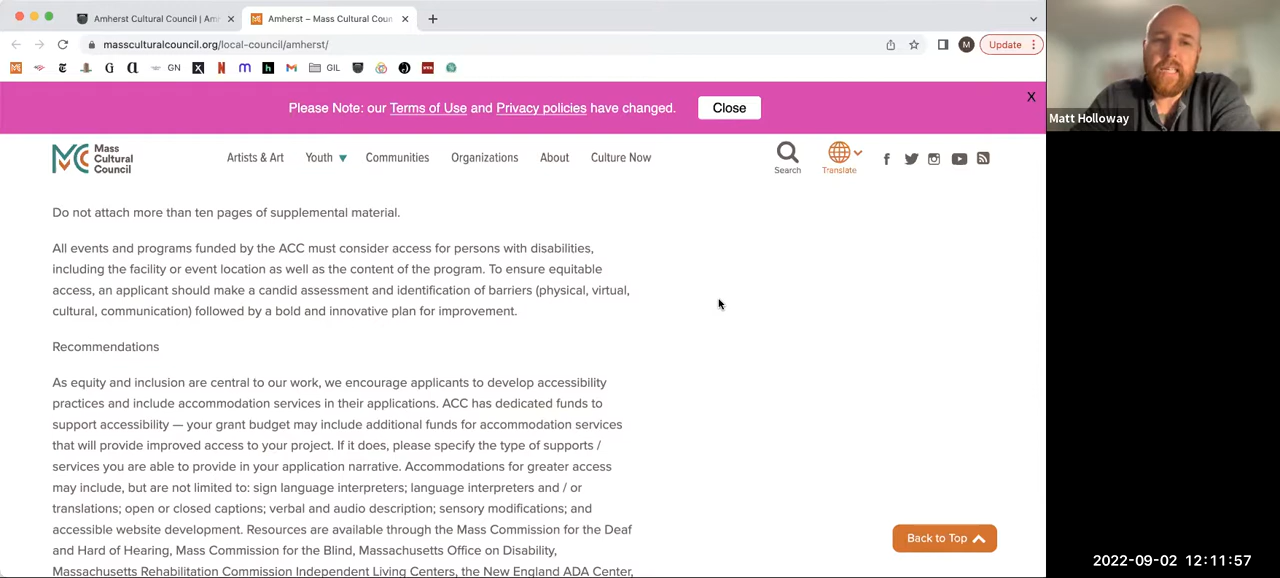 Amherst Cultural Council | Am
Amherst – Mass Cultural Coun
massculturalcouncil.org/local-council/amherst/
M
Update
GN
GIL
Please Note: our Terms of Use and Privacy policies have changed.
Close
X
Matt Holloway
Mass Cultural Council
Artists & Art
Youth
Communities
Organizations
About
Culture Now
Search
Translate
Do not attach more than ten pages of supplemental material.
All events and programs funded by the ACC must consider access for persons with disabilities,
including the facility or event location as well as the content of the program. To ensure equitable
access, an applicant should make a candid assessment and identification of barriers (physical, virtual,
cultural, communication) followed by a bold and innovative plan for improvement.
Recommendations
As equity and inclusion are central to our work, we encourage applicants to develop accessibility
practices and include accommodation services in their applications. ACC has dedicated funds to
support accessibility — your grant budget may include additional funds for accommodation services
that will provide improved access to your project. If it does, please specify the type of supports /
services you are able to provide in your application narrative. Accommodations for greater access
may include, but are not limited to: sign language interpreters; language interpreters and / or
translations; open or closed captions; verbal and audio description; sensory modifications; and
accessible website development. Resources are available through the Mass Commission for the Deaf
and Hard of Hearing, Mass Commission for the Blind, Massachusetts Office on Disability,
Massachusetts Rehabilitation Commission Independent Living Centers, the New England ADA Center,
Back to Top
2022-09-02 12:11:57